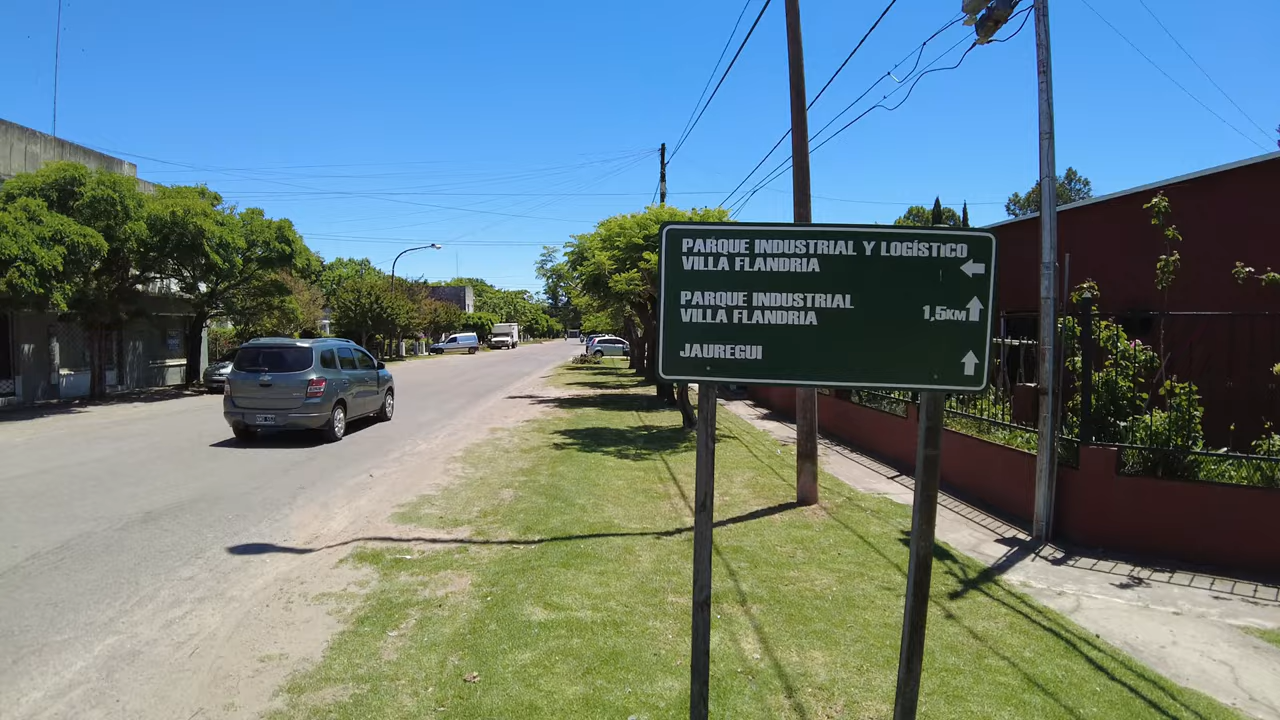 PARQUE INDUSTRIAL Y LOGÍSTICO
VILLA FLANDRIA
PARQUE INDUSTRIAL
VILLA FLANDRIA
1,5KM
JAUREGUI